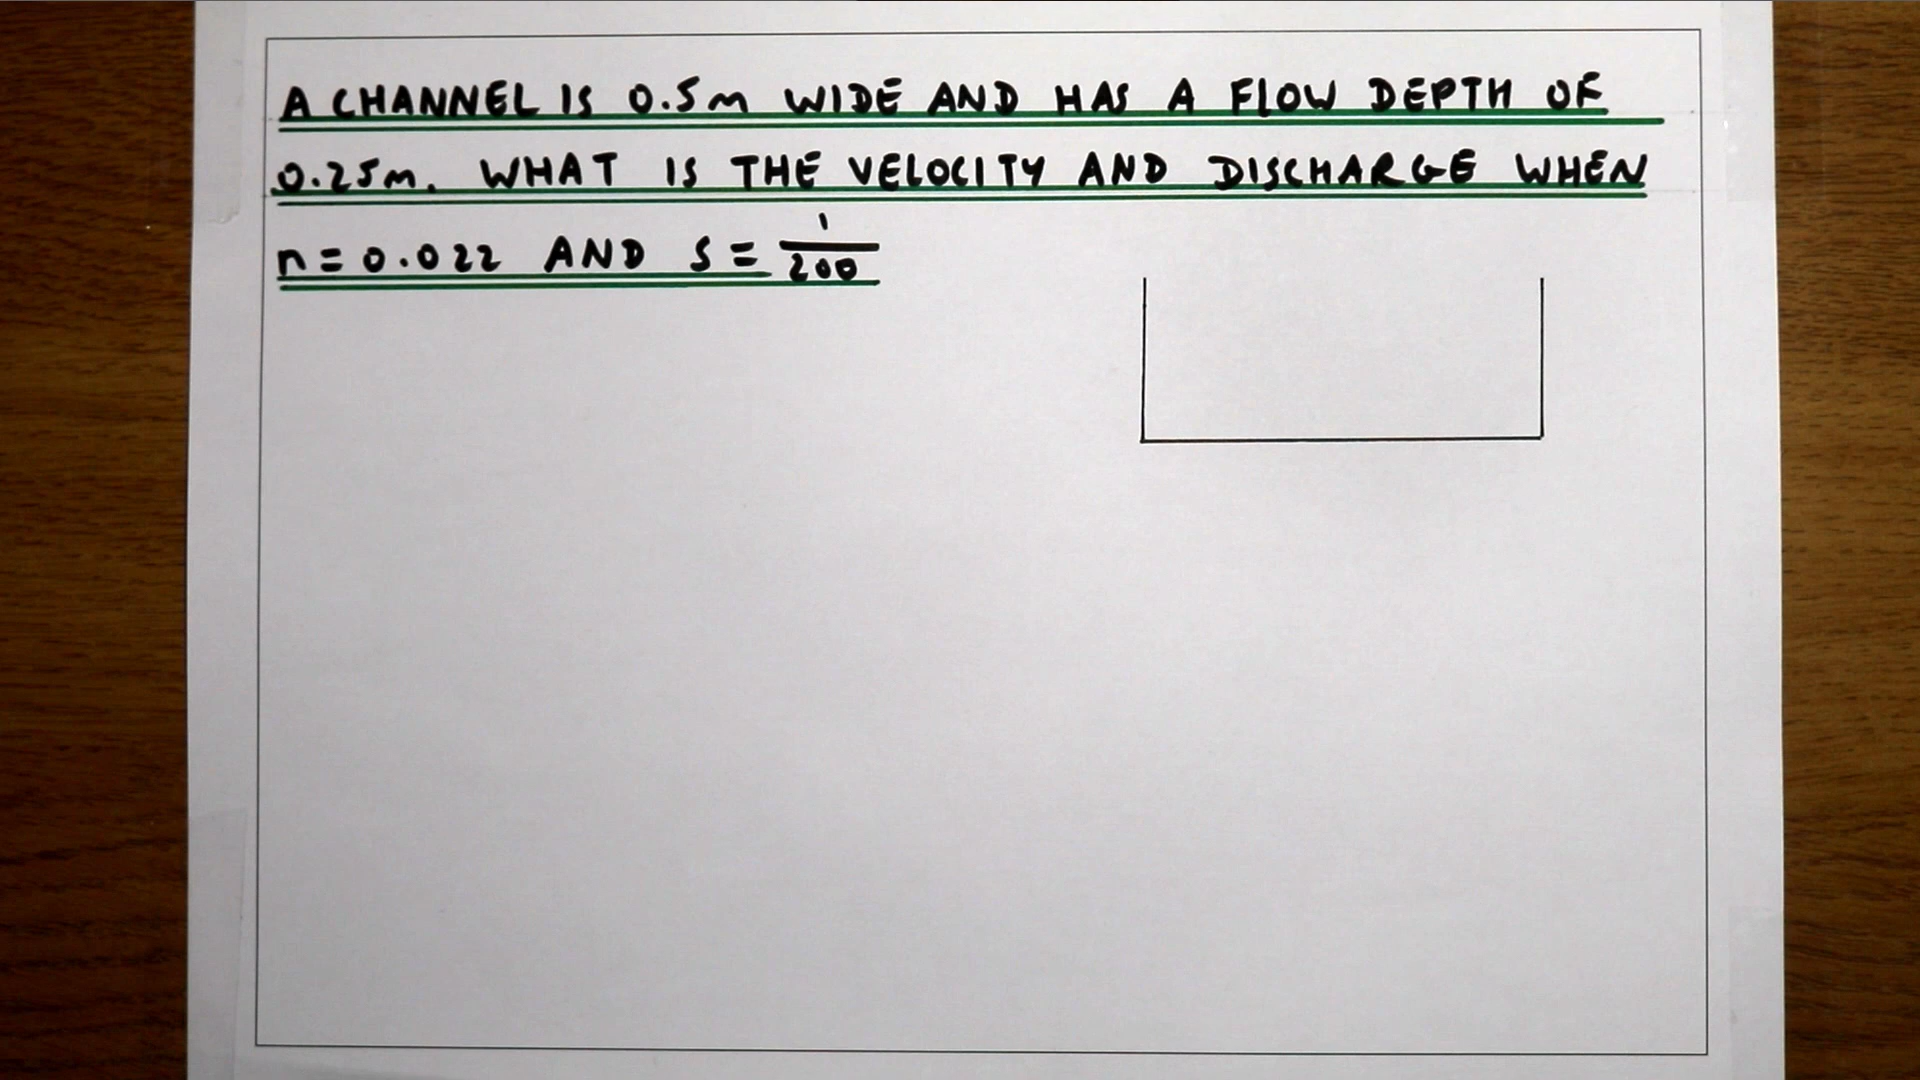 A CHANNEL IS 0.5m WIDE AND HAS A FLOW DEPTH OF
0.25m. WHAT IS THE VELOCITY AND DISCHARGE WHEN
n = 0.022 AND S = 1/200